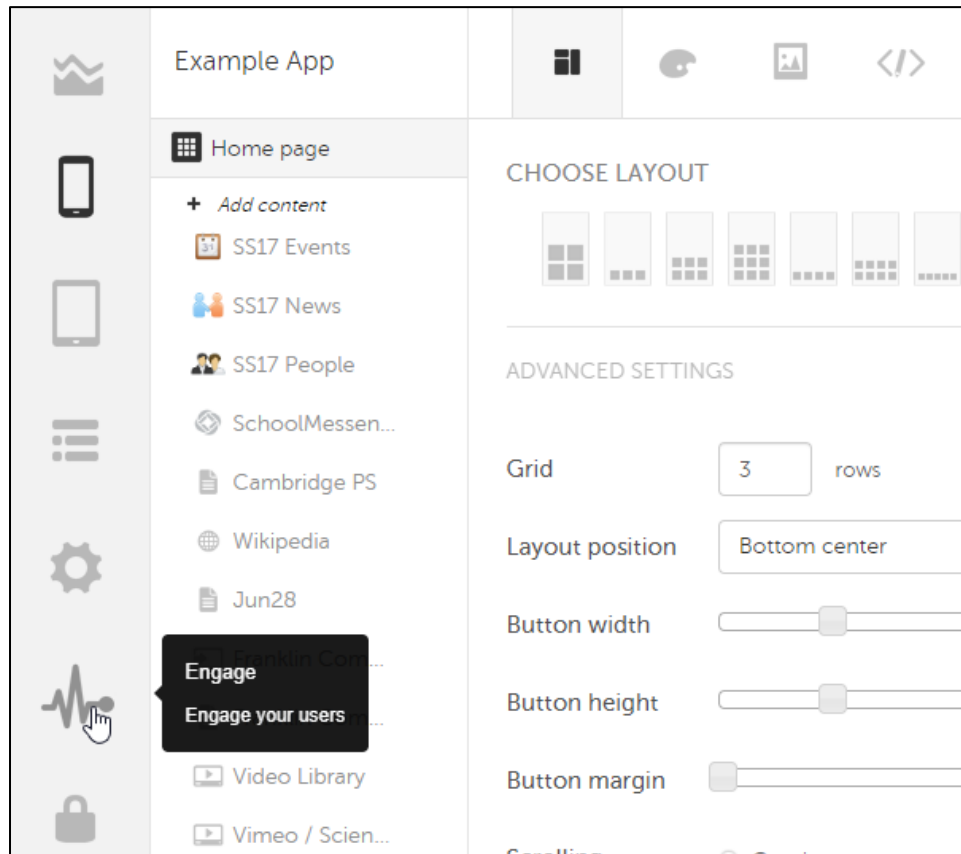 Example App
Home page
+ Add content
SS17 Events
SS17 News
SS17 People
SchoolMessen...
Cambridge PS
Wikipedia
Jun28
Franklin Com...
Engage
Engage your users
Video Library
Vimeo / Scien...
CHOOSE LAYOUT
ADVANCED SETTINGS
Grid 3 rows
Layout position Bottom center
Button width
Button height
Button margin